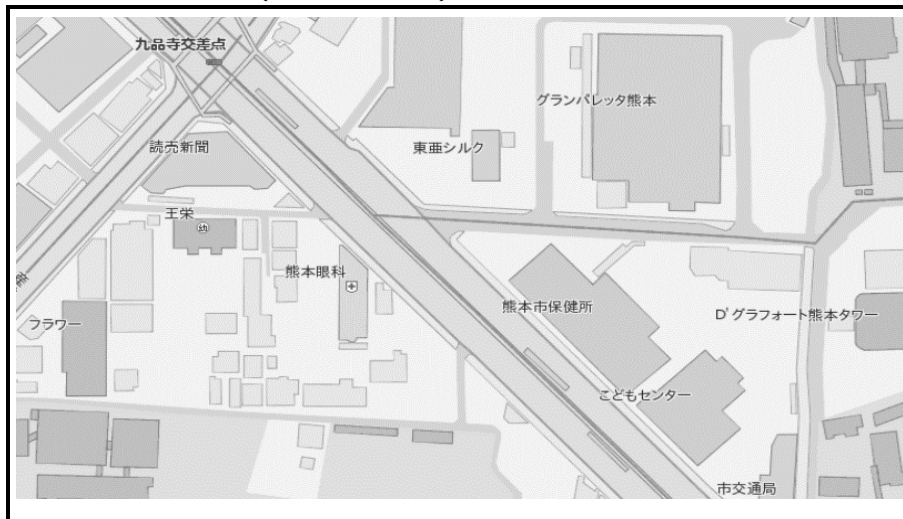 九品寺交差点
グランパレッタ熊本
読売新聞
東亜シルク
王栄
幼
熊本眼科
熊本市保健所
フラワー
D'グラフォート熊本タワー
こどもセンター
市交通局